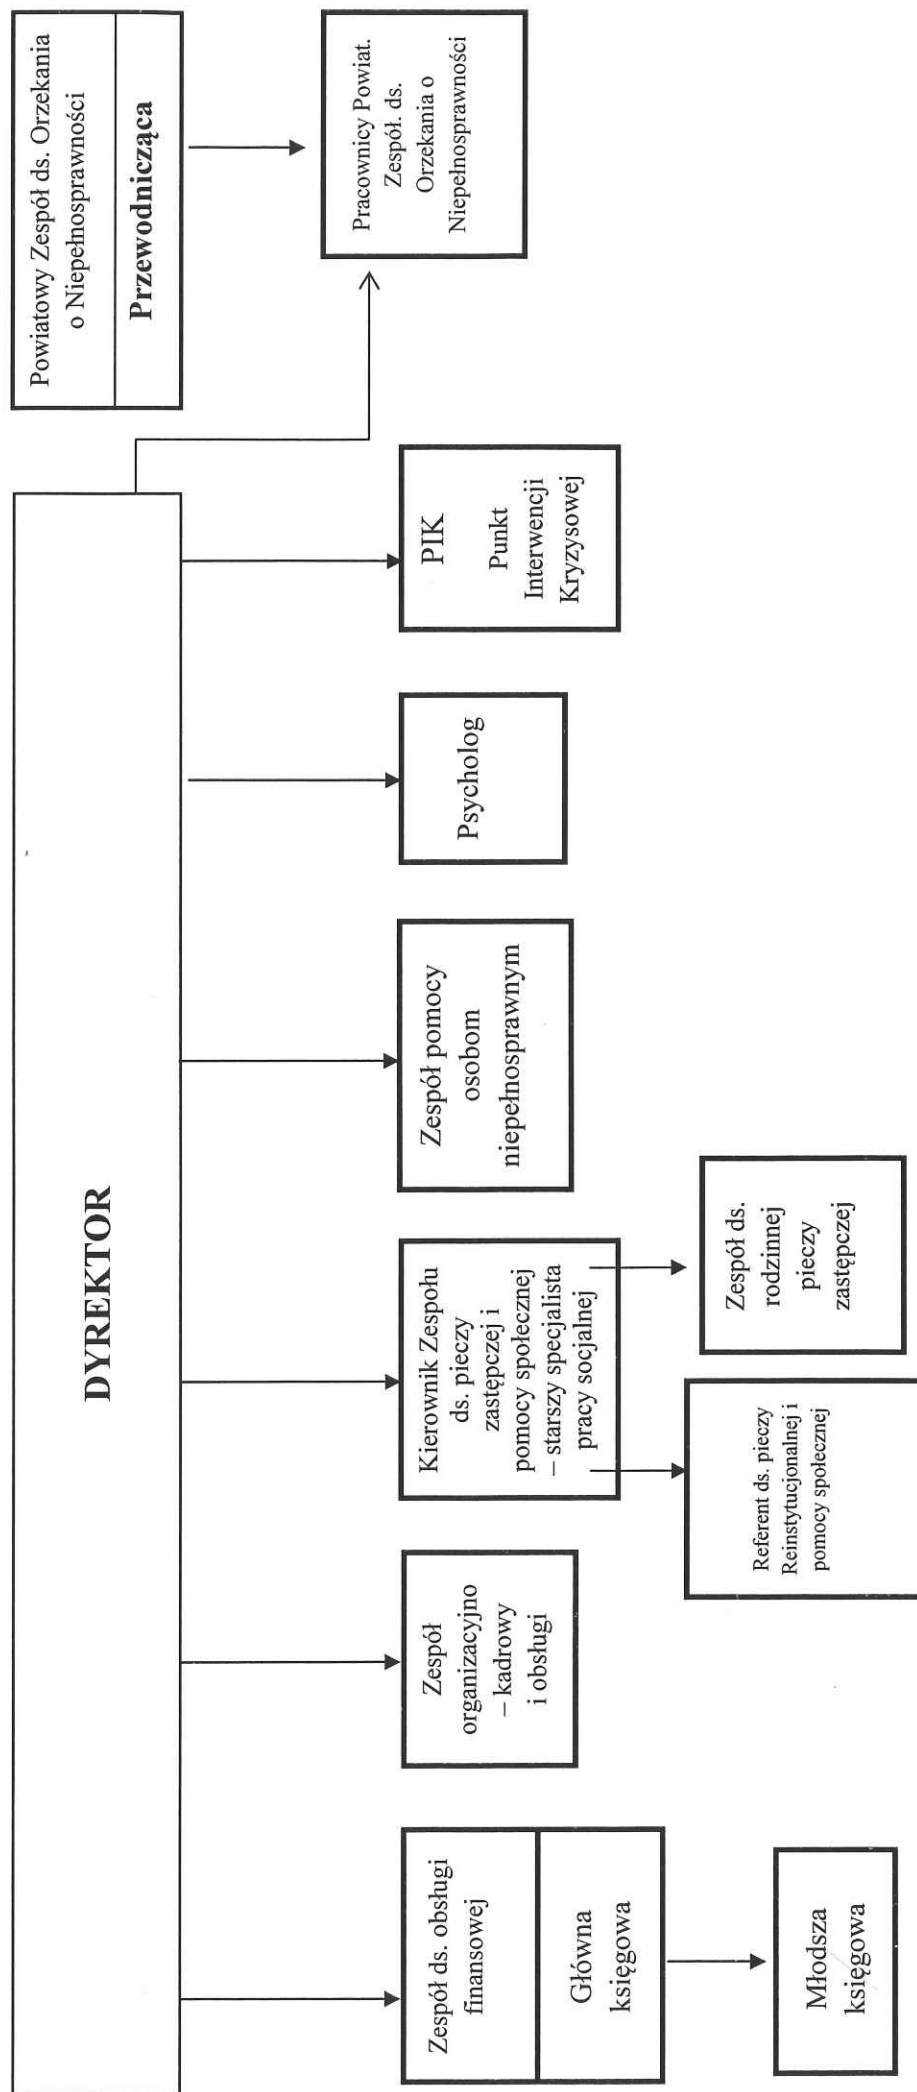 DYREKTOR
Powiatowy Zespół ds. Orzekania
o Niepełnosprawności
Przewodnicząca
Zespół ds. obsługi
finansowej
Główna
księgowa
Młodsza
księgowa
Zespół
organizacyjno
– kadrowy
i obsługi
Kierownik Zespołu
ds. pieczy
zastępczej i
pomocy społecznej
– starszy specjalista
pracy socjalnej
Referent ds. pieczy
Reinstytucjonalnej i
pomocy społecznej
Zespół ds.
rodzinnej
pieczy
zastępczej
Zespół pomocy
osobom
niepełnosprawnym
Psycholog
PIK
Punkt
Interwencji
Kryzysowej
Pracownicy Powiat.
Zespół. ds.
Orzekania o
Niepełnosprawności